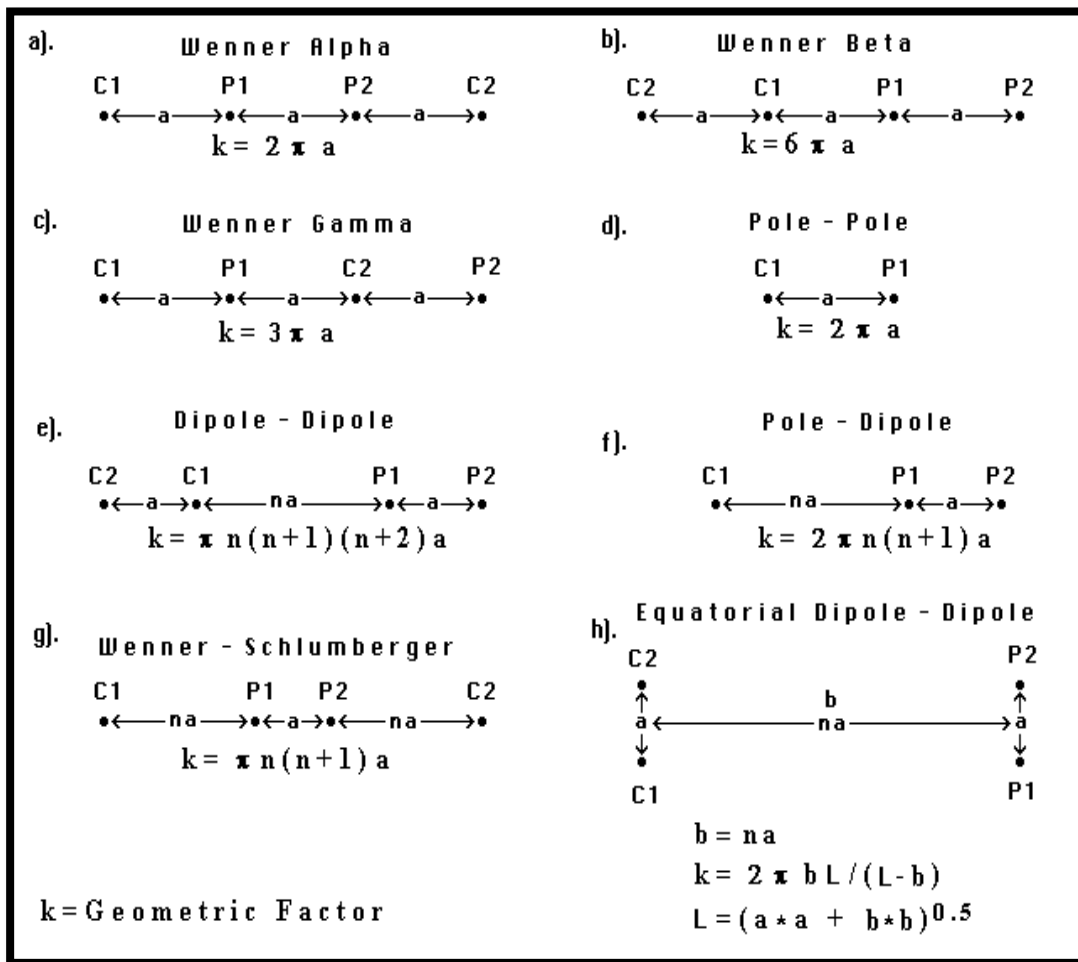 a). Wenner Alpha
C1 P1 P2 C2
a a a
k = 2 π a
b). Wenner Beta
C2 C1 P1 P2
a a a
k = 6 π a
c). Wenner Gamma
C1 P1 C2 P2
a a a
k = 3 π a
d). Pole - Pole
C1 P1
a
k = 2 π a
e). Dipole - Dipole
C2 C1 P1 P2
a na a
k = π n(n+1)(n+2) a
f). Pole - Dipole
C1 P1 P2
na a
k = 2 π n(n+1) a
g). Wenner - Schlumberger
C1 P1 P2 C2
na a na
k = π n(n+1) a
h). Equatorial Dipole - Dipole
C2 P2
b
a na a
C1 P1
b = na
k = 2 π b L /(L-b)
L = (a * a + b * b)^0.5
k = Geometric Factor